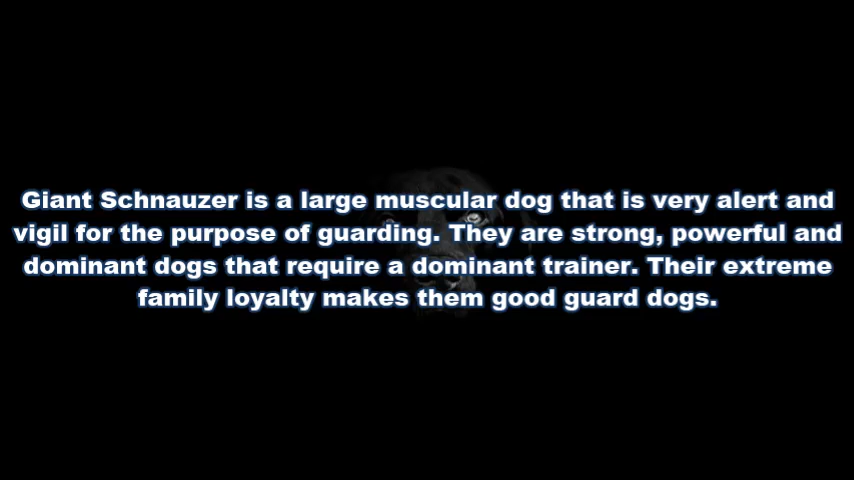 Giant Schnauzer is a large muscular dog that is very alert and
vigil for the purpose of guarding. They are strong, powerful and
dominant dogs that require a dominant trainer. Their extreme
family loyalty makes them good guard dogs.